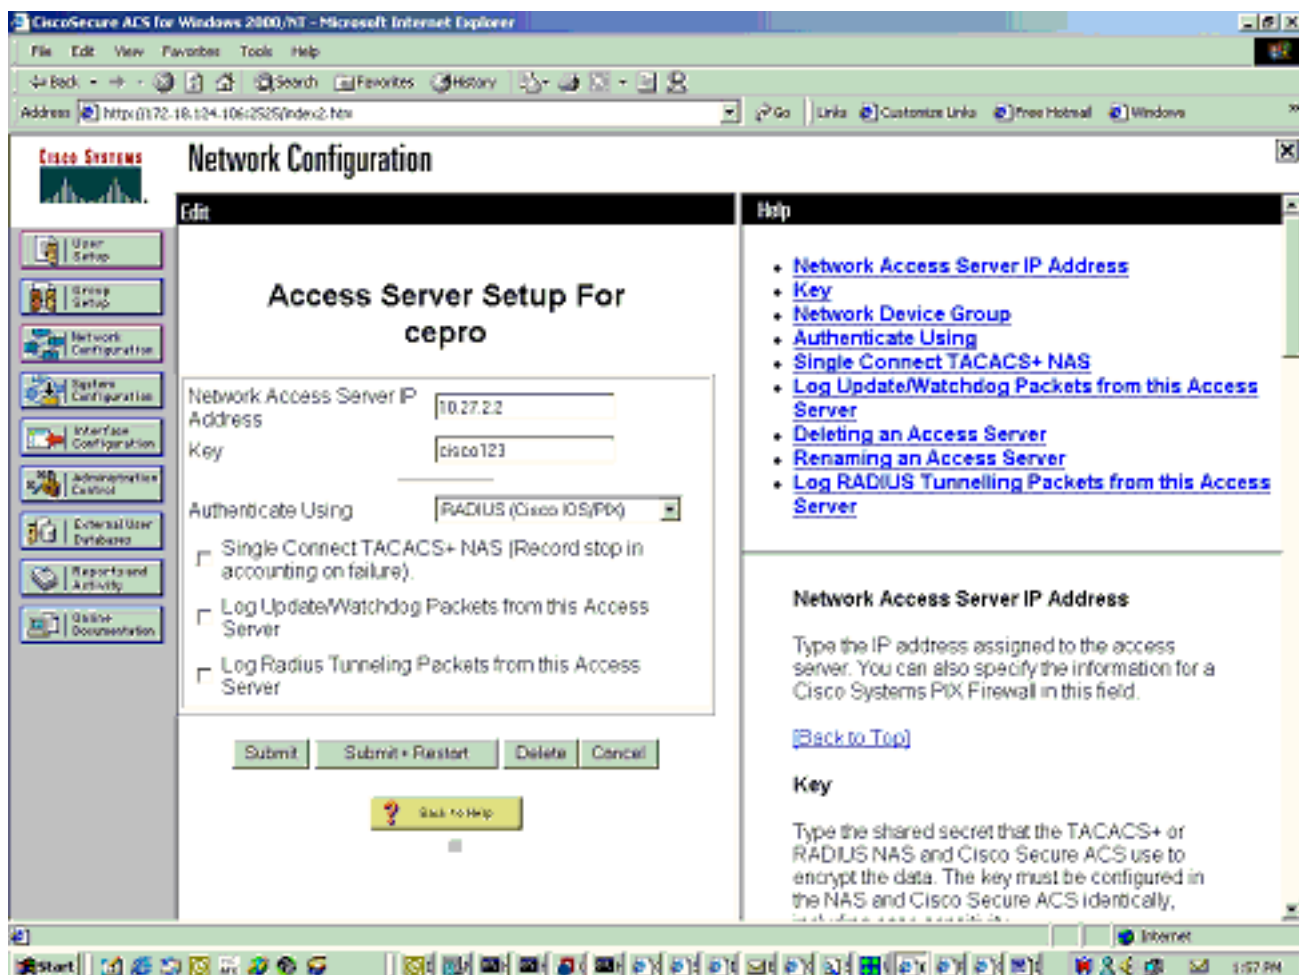 CiscoSecure ACS for Windows 2000/NT - Microsoft Internet Explorer
File Edit View Favorites Tools Help
Back Search Favorites History
Address http://172.18.124.106:2525/index2.htm Go Links Customize Links Free Hotmail Windows
CISCO SYSTEMS
Network Configuration
User Setup
Group Setup
Network Configuration
System Configuration
Interface Configuration
Administration Control
External User Databases
Reports and Activity
Online Documentation
Edit
Access Server Setup For
cepro
Network Access Server IP
Address
10.27.2.2
Key
cisco123
Authenticate Using
RADIUS (Cisco IOS/PIX)
Single Connect TACACS+ NAS (Record stop in
accounting on failure).
Log Update/Watchdog Packets from this Access
Server
Log Radius Tunneling Packets from this Access
Server
Submit Submit + Restart Delete Cancel
? Back to Help
Help
Network Access Server IP Address
Key
Network Device Group
Authenticate Using
Single Connect TACACS+ NAS
Log Update/Watchdog Packets from this Access
Server
Deleting an Access Server
Renaming an Access Server
Log RADIUS Tunnelling Packets from this Access
Server
Network Access Server IP Address
Type the IP address assigned to the access
server. You can also specify the information for a
Cisco Systems PIX Firewall in this field.
[Back to Top]
Key
Type the shared secret that the TACACS+ or
RADIUS NAS and Cisco Secure ACS use to
encrypt the data. The key must be configured in
the NAS and Cisco Secure ACS identically,
including case sensitivity.
Internet
Start 1:57 PM